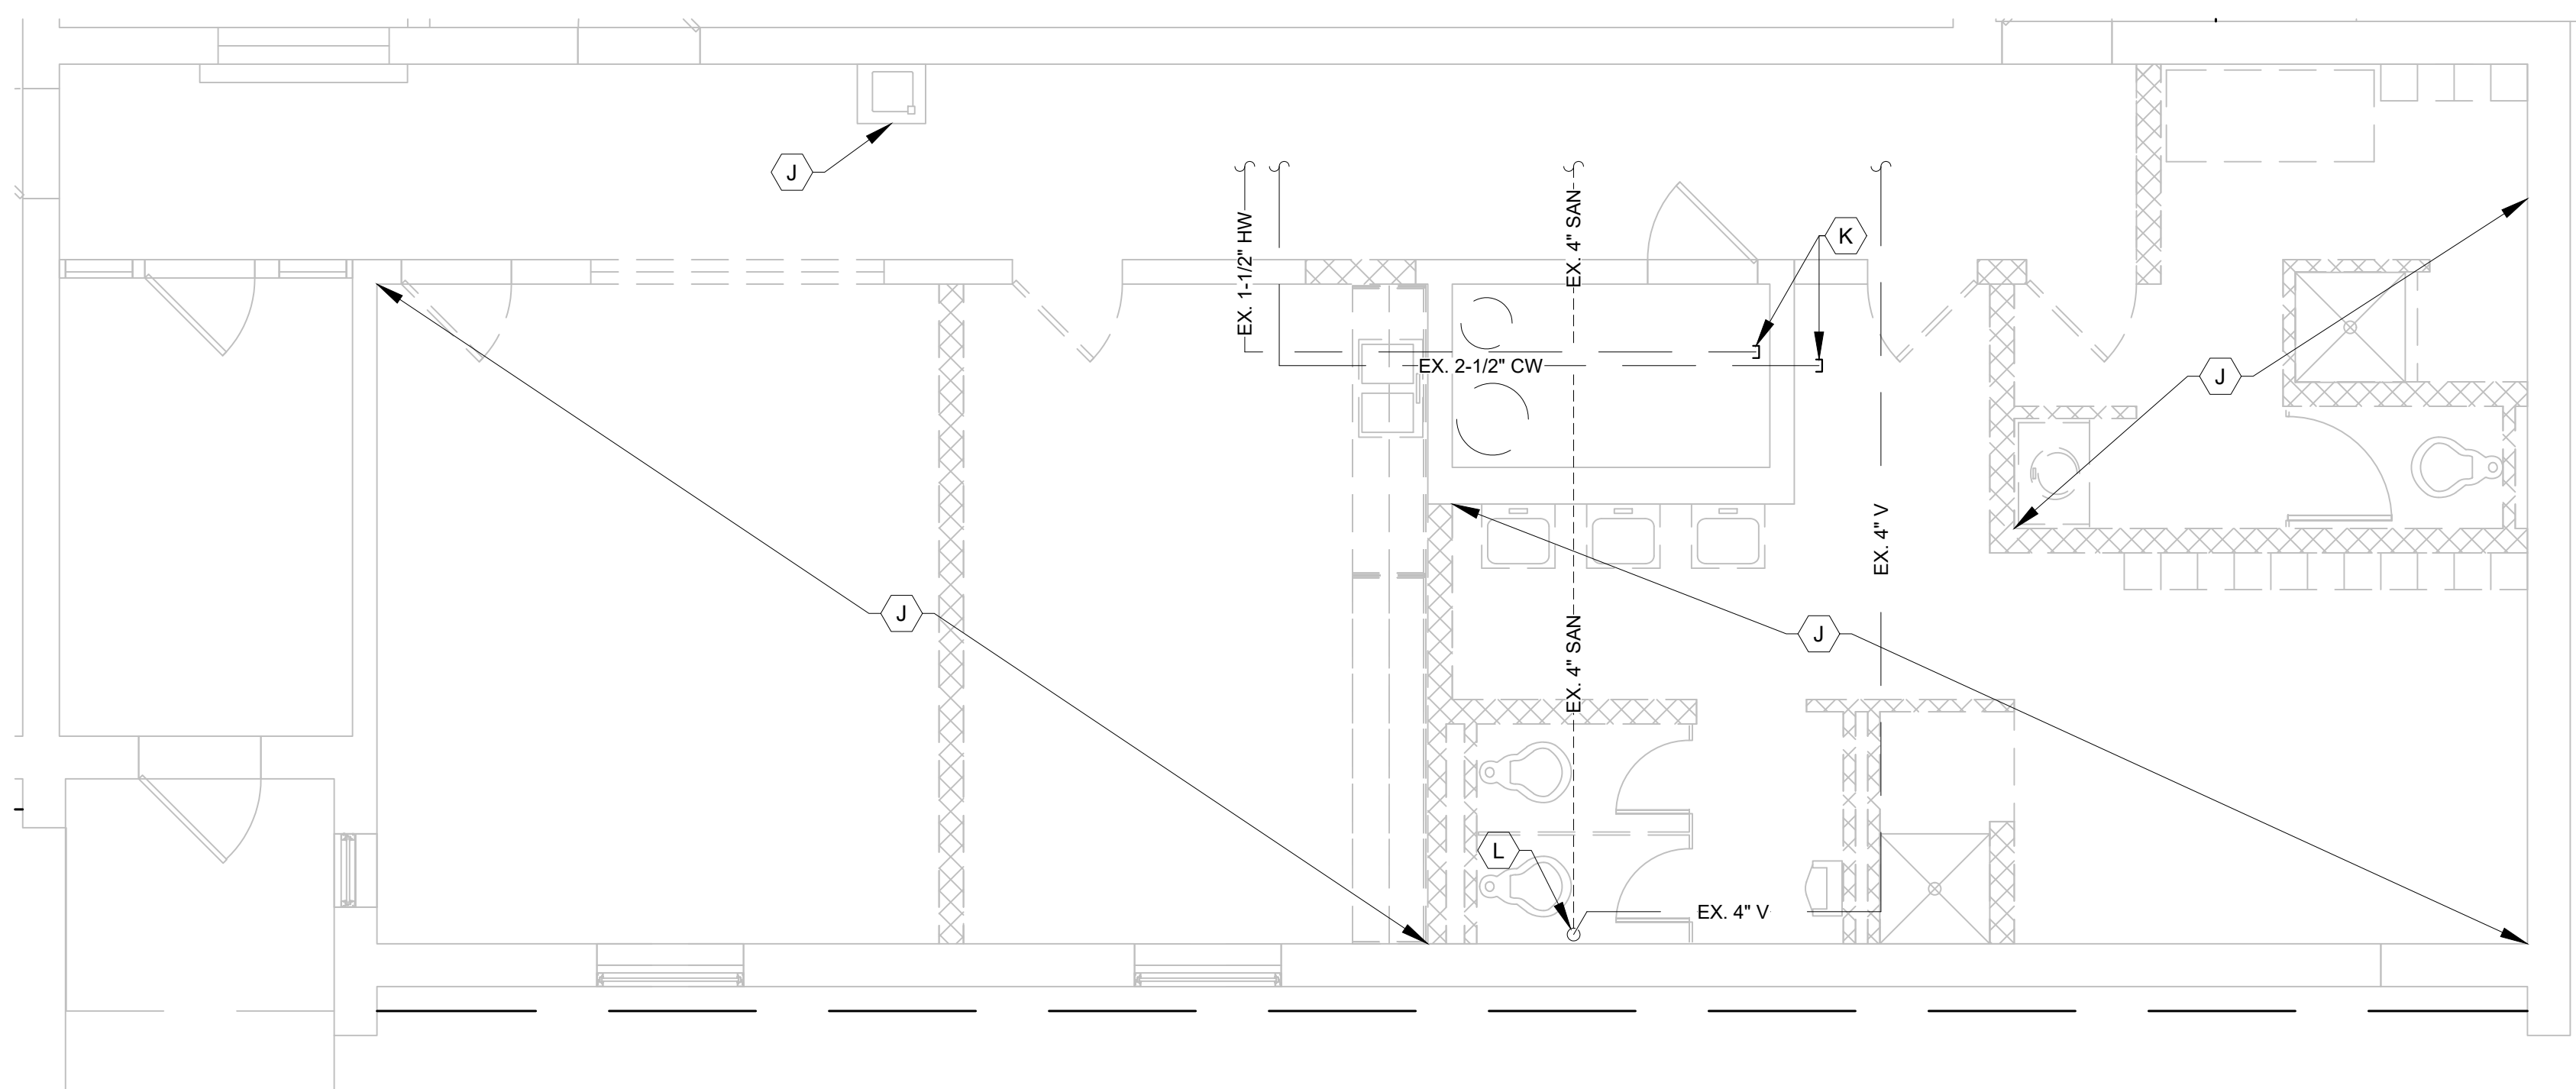 J
EX. 1-1/2" HW
EX. 4" SAN
K
EX. 2-1/2" CW
J
EX. 4" V
J
EX. 4" SAN
J
L
EX. 4" V